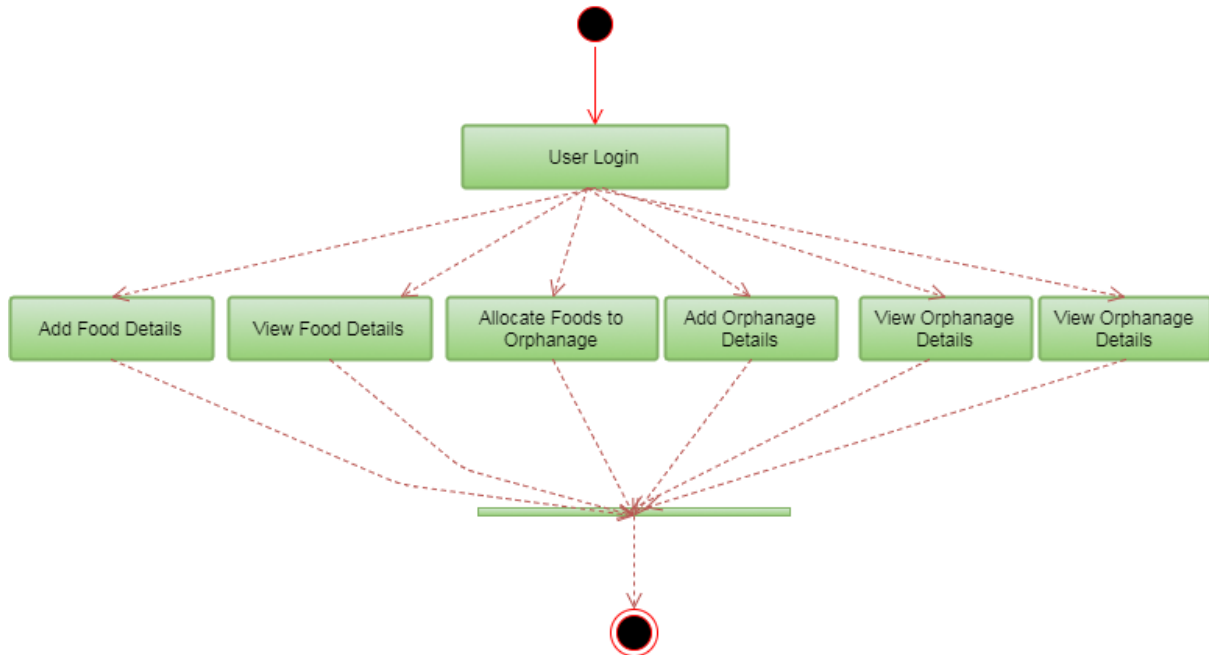 User Login
Add Food Details
View Food Details
Allocate Foods to
Orphanage
Add Orphanage
Details
View Orphanage
Details
View Orphanage
Details